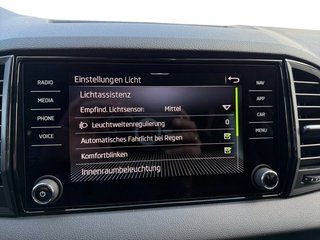 RADIO
MEDIA
PHONE
VOICE
Einstellungen Licht
Lichtassistenz
Empfind. Lichtsensor: Mittel
Leuchtweitenregulierung 0
Automatisches Fahrlicht bei Regen
Komfortblinken
Innenraumbeleuchtung
NAV
APP
CAR
MENU